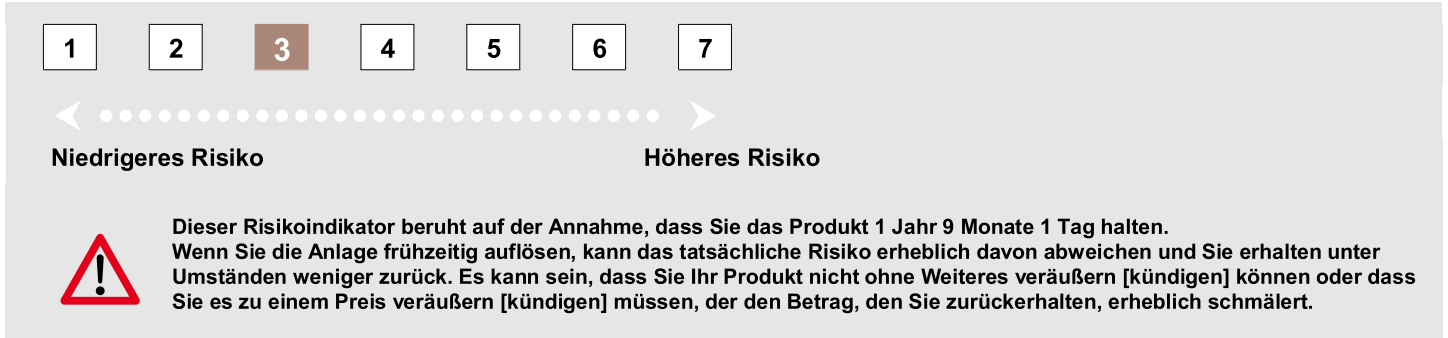 1 2 3 4 5 6 7
Niedrigeres Risiko Höheres Risiko
Dieser Risikoindikator beruht auf der Annahme, dass Sie das Produkt 1 Jahr 9 Monate 1 Tag halten.
Wenn Sie die Anlage frühzeitig auflösen, kann das tatsächliche Risiko erheblich davon abweichen und Sie erhalten unter
Umständen weniger zurück. Es kann sein, dass Sie Ihr Produkt nicht ohne Weiteres veräußern [kündigen] können oder dass
Sie es zu einem Preis veräußern [kündigen] müssen, der den Betrag, den Sie zurückerhalten, erheblich schmälert.